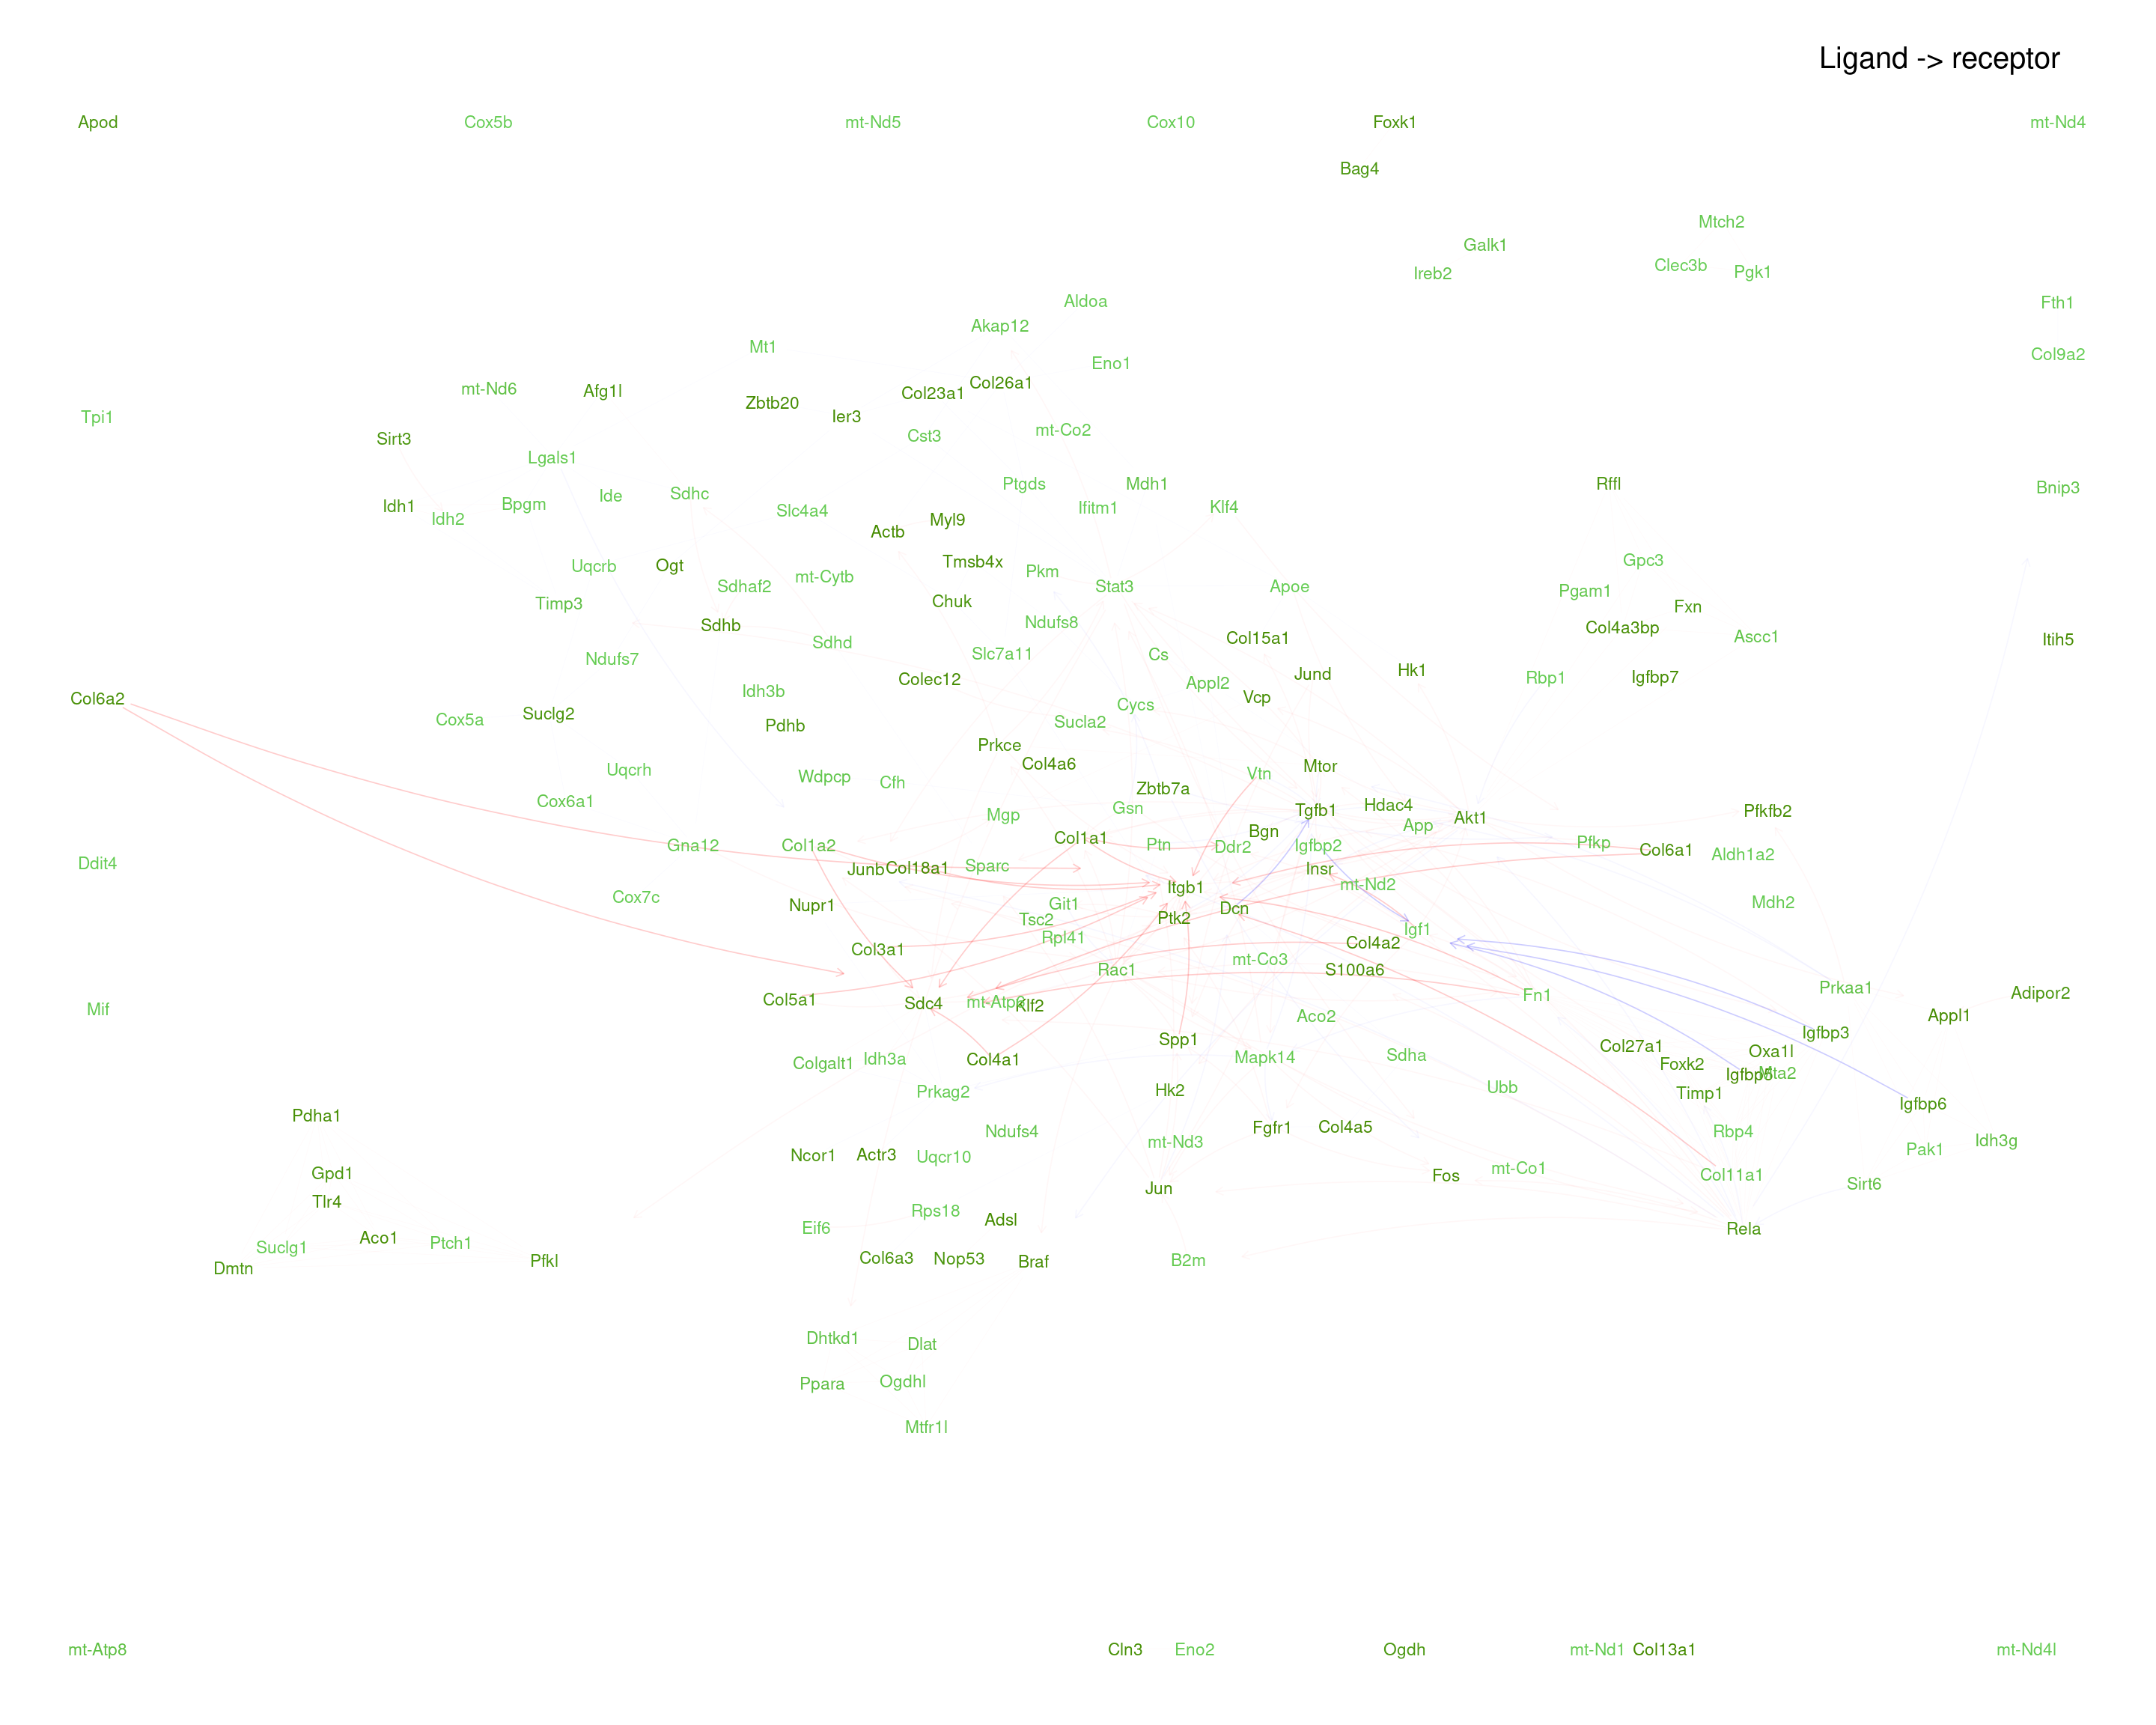 Ligand -> receptor
Apod
Cox5b
mt-Nd5
Cox10
Foxk1
mt-Nd4
Bag4
Mtch2
Galk1
Ireb2
Clec3b
Pgk1
Aldoa
Fth1
Akap12
Mt1
Col9a2
Eno1
mt-Nd6
Afg1l
Col23a1
Col26a1
Zbtb20
Ier3
Tpi1
Sirt3
Cst3
mt-Co2
Lgals1
Ide
Sdhc
Ptgds
Mdh1
Rffl
Bnip3
Idh1
Idh2
Bpgm
Slc4a4
Ifitm1
Klf4
Actb
Myl9
Uqcrb
Ogt
Tmsb4x
Gpc3
Sdhaf2
mt-Cytb
Pkm
Stat3
Apoe
Pgam1
Timp3
Chuk
Fxn
Sdhb
Ndufs8
Col4a3bp
Ascc1
Sdhd
Col15a1
Itih5
Ndufs7
Slc7a11
Cs
Colec12
Jund
Hk1
Rbp1
Igfbp7
Idh3b
Appl2
Vcp
Col6a2
Cox5a
Suclg2
Pdhb
Sucla2
Cycs
Prkce
Col4a6
Mtor
Uqcrh
Wdpcp
Cfh
Vtn
Zbtb7a
Cox6a1
Mgp
Gsn
Tgfb1
Hdac4
Akt1
Pfkfb2
App
Gna12
Col1a2
Col1a1
Ptn
Ddr2
Bgn
Igfbp2
Pfkp
Col6a1
Aldh1a2
Ddit4
Junb
Col18a1
Sparc
Insr
Itgb1
mt-Nd2
Cox7c
Nupr1
Git1
Tsc2
Ptk2
Dcn
Mdh2
Igf1
Rpl41
Col3a1
Col4a2
mt-Co3
Rac1
S100a6
Col5a1
Sdc4
Klf2
Fn1
Prkaa1
Adipor2
Mif
Aco2
Appl1
Spp1
Igfbp3
Col27a1
Oxa1l
Colgalt1
Idh3a
Col4a1
Mapk14
Sdha
Foxk2
Mta2
Prkag2
Hk2
Ubb
Timp1
Igfbp6
Pdha1
Ndufs4
mt-Nd3
Fgfr1
Col4a5
Rbp4
Idh3g
Pak1
Ncor1
Actr3
Uqcr10
Gpd1
mt-Co1
Fos
Col11a1
Sirt6
Tlr4
Jun
Rps18
Adsl
Eif6
Rela
Aco1
Ptch1
Suclg1
Dmtn
Pfkl
Col6a3
Nop53
Braf
B2m
Dhtkd1
Dlat
Ppara
Ogdhl
Mtfr1l
mt-Atp8
Cln3
Eno2
Ogdh
mt-Nd1
Col13a1
mt-Nd4l